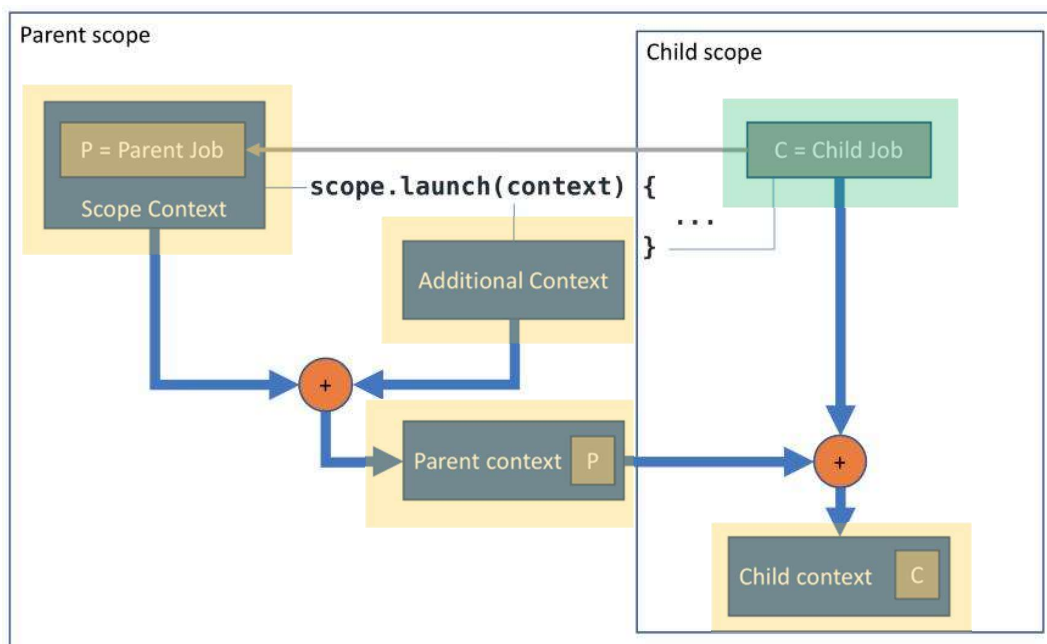 Parent scope
Child scope
P = Parent Job
C = Child Job
Scope Context
scope.launch(context) {
...
}
Additional Context
+
Parent context P
+
Child context C